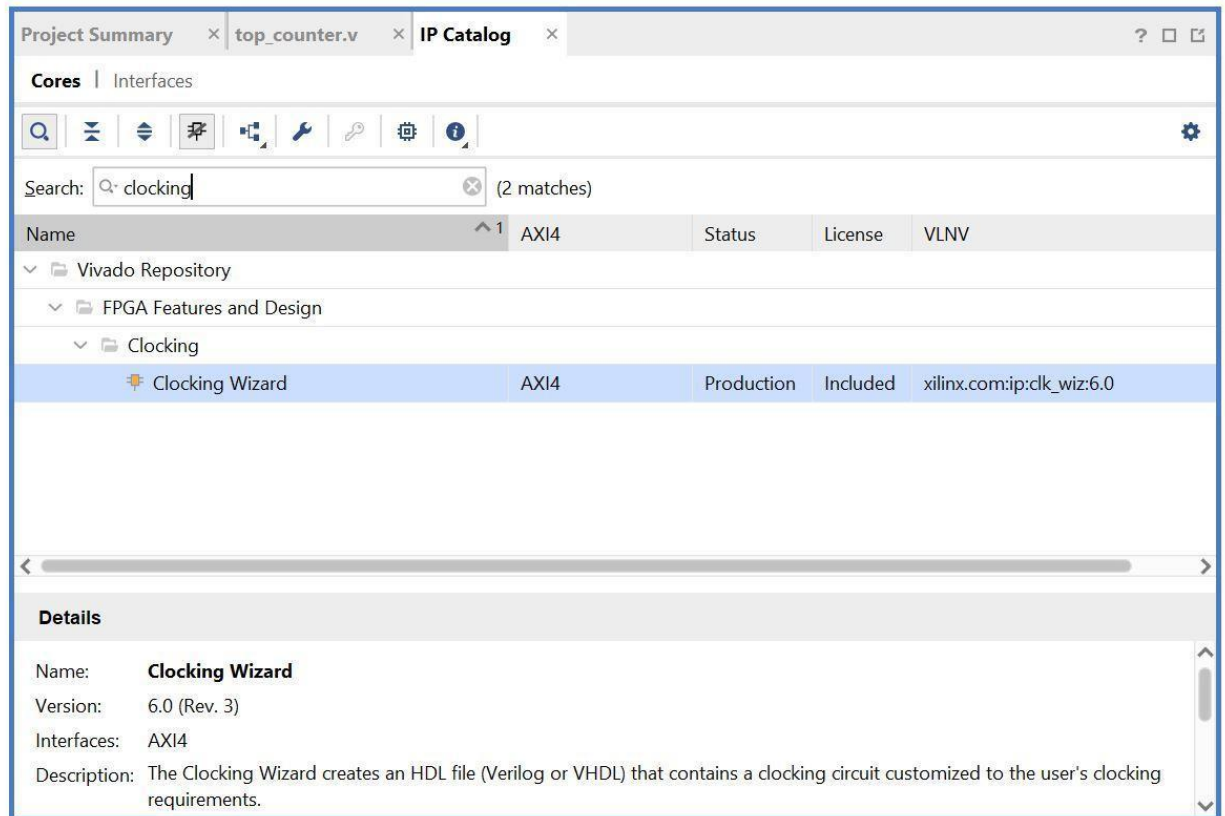 Project Summary × top_counter.v × IP Catalog × ?
Cores | Interfaces
Search: clocking (2 matches)
Name 1 AXI4 Status License VLNV
Vivado Repository
FPGA Features and Design
Clocking
Clocking Wizard AXI4 Production Included xilinx.com:ip:clk_wiz:6.0
Details
Name: Clocking Wizard
Version: 6.0 (Rev. 3)
Interfaces: AXI4
Description: The Clocking Wizard creates an HDL file (Verilog or VHDL) that contains a clocking circuit customized to the user's clocking
requirements.